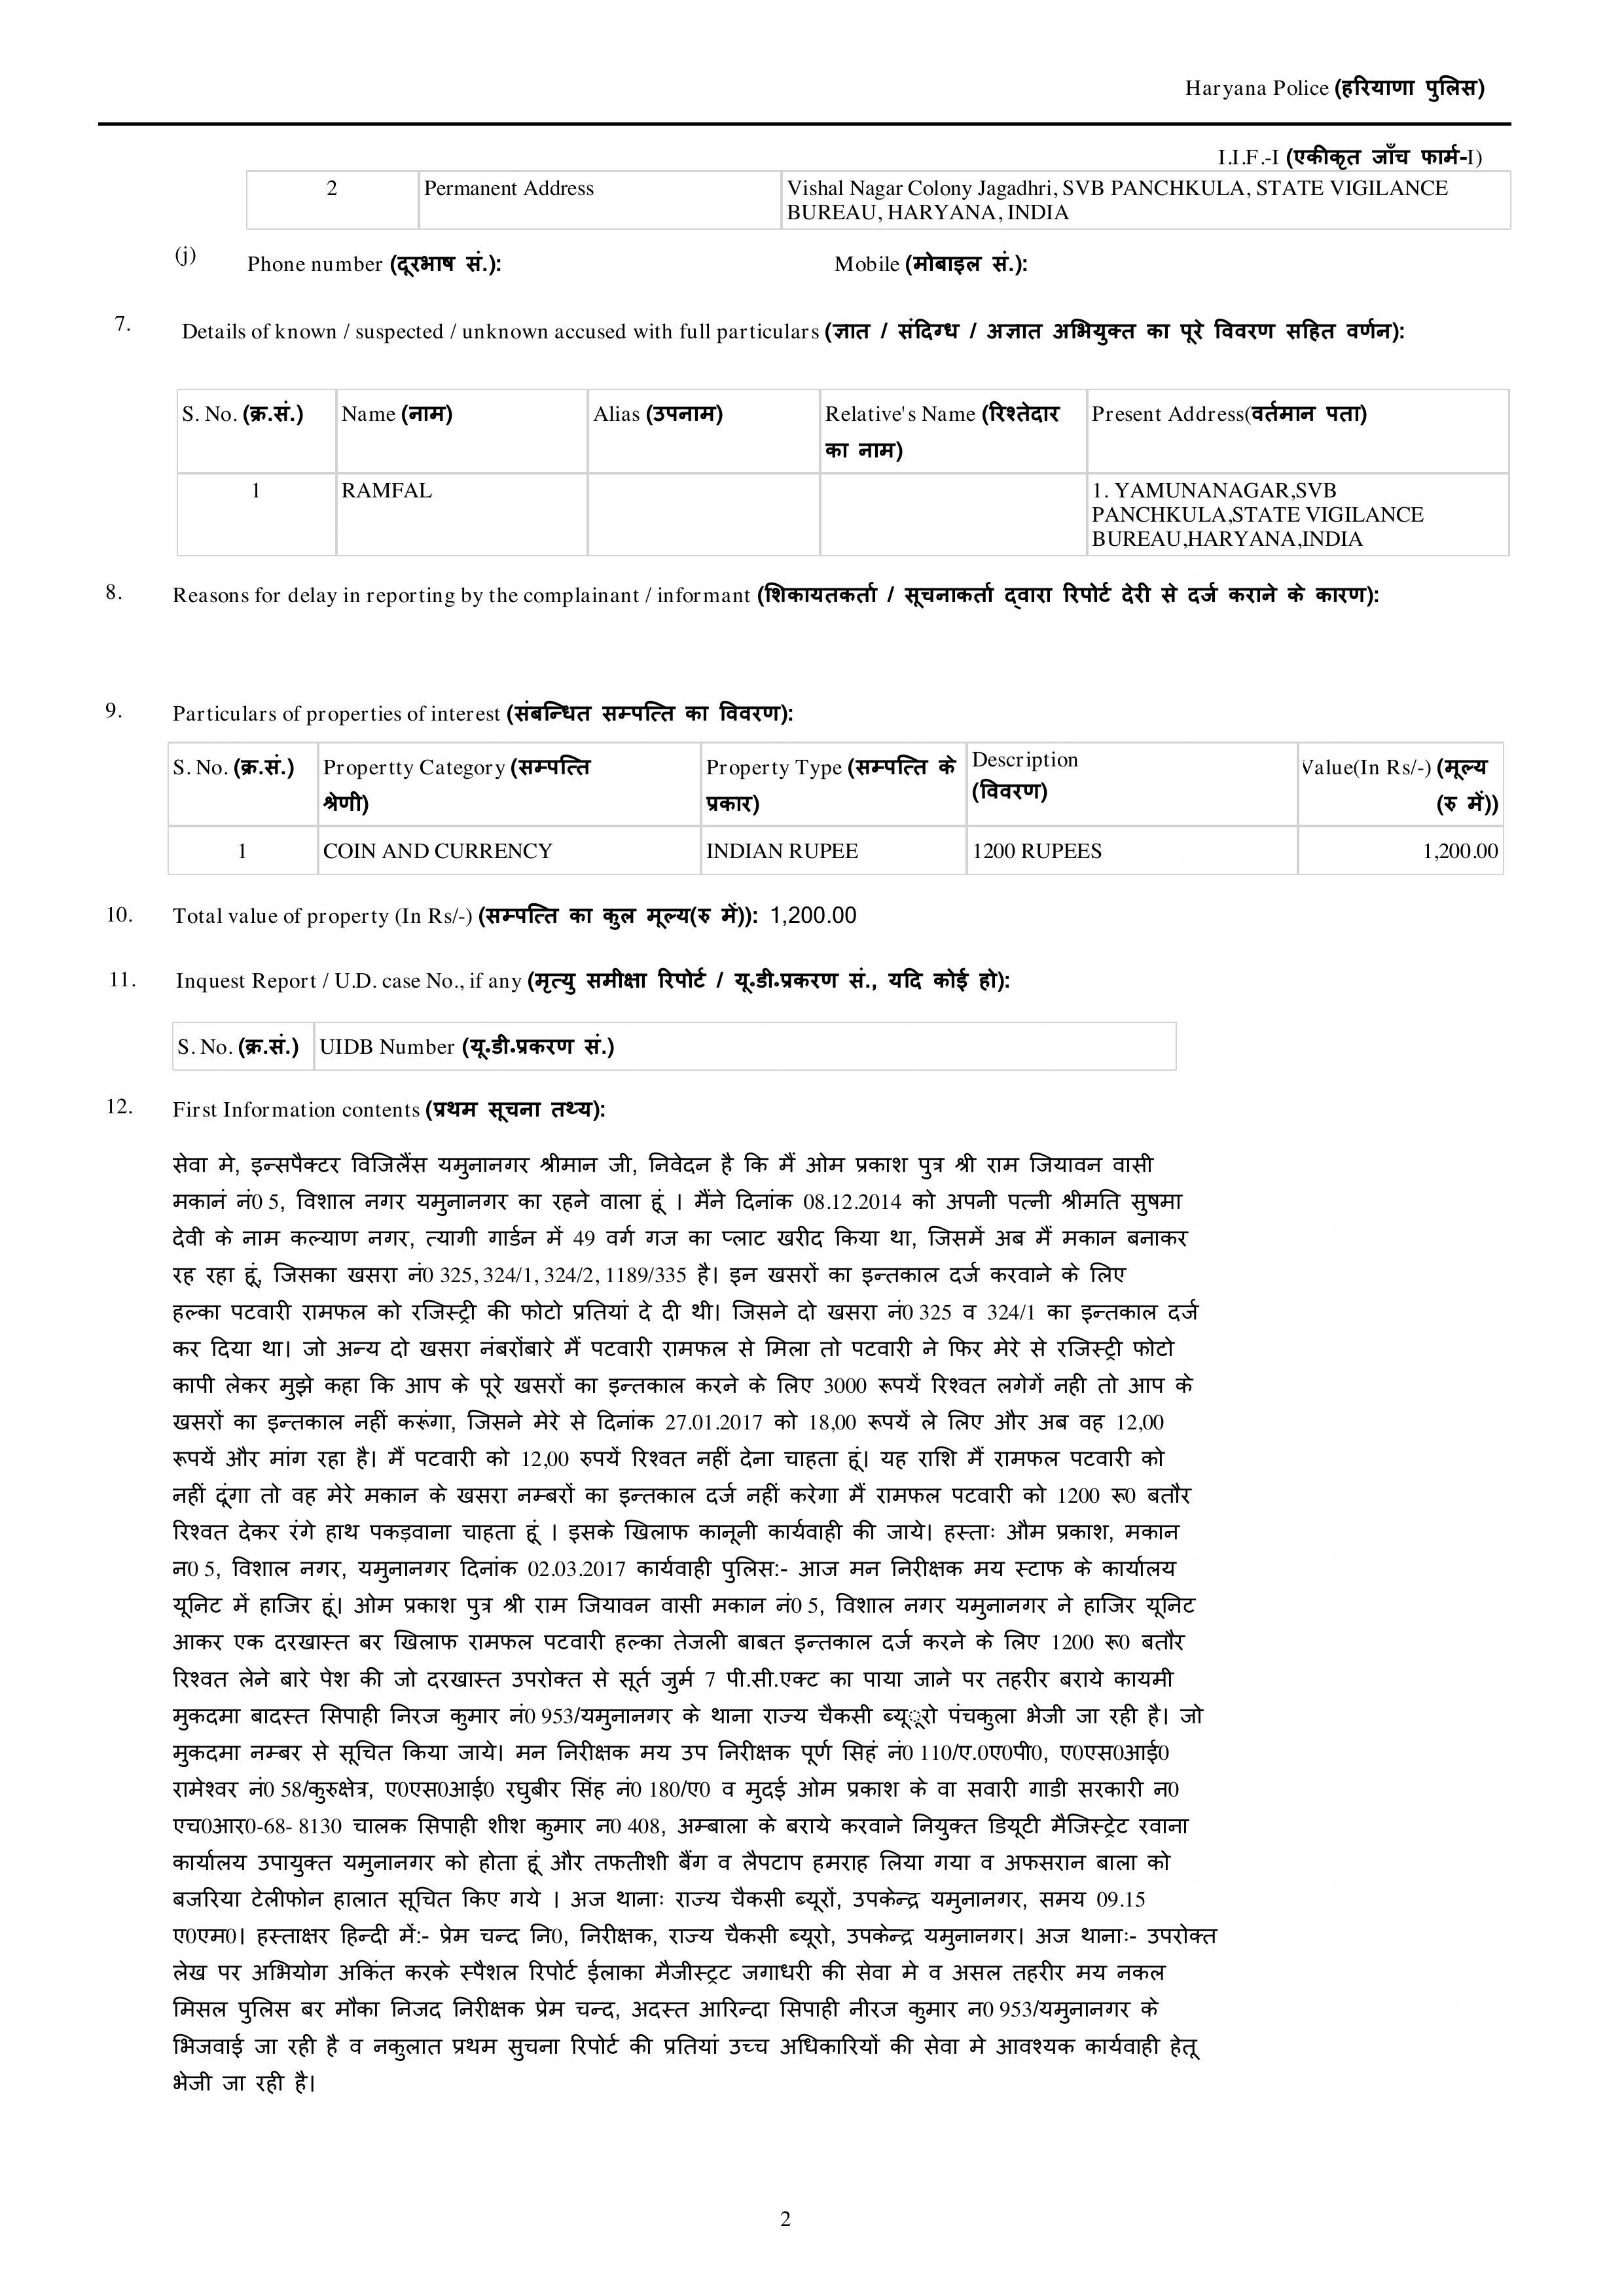 Haryana Police (हरियाणा पुलिस)
I.I.F.-I (एकीकृत जाँच फार्म-I)
2 Permanent Address Vishal Nagar Colony Jagadhri, SVB PANCHKULA, STATE VIGILANCE
BUREAU, HARYANA, INDIA
(j) Phone number (दूरभाष सं.): Mobile (मोबाइल सं.):
7. Details of known / suspected / unknown accused with full particulars (ज्ञात / संदिग्ध / अज्ञात अभियुक्त का पूरे विवरण सहित वर्णन):
S. No. (क्र.सं.) Name (नाम) Alias (उपनाम) Relative's Name (रिश्तेदार Present Address(वर्तमान पता)
का नाम)
1 RAMFAL 1. YAMUNANAGAR,SVB
PANCHKULA,STATE VIGILANCE
BUREAU,HARYANA,INDIA
8. Reasons for delay in reporting by the complainant / informant (शिकायतकर्ता / सूचनाकर्ता द्वारा रिपोर्ट देरी से दर्ज कराने के कारण):
9. Particulars of properties of interest (संबन्धित सम्पत्ति का विवरण):
S. No. (क्र.सं.) Propertty Category (सम्पत्ति Property Type (सम्पत्ति के Description Value(In Rs/-) (मूल्य
श्रेणी) प्रकार) (विवरण) (रु में))
1 COIN AND CURRENCY INDIAN RUPEE 1200 RUPEES 1,200.00
10. Total value of property (In Rs/-) (सम्पत्ति का कुल मूल्य(रु में)): 1,200.00
11. Inquest Report / U.D. case No., if any (मृत्यु समीक्षा रिपोर्ट / यू॰डी॰प्रकरण सं., यदि कोई हो):
S. No. (क्र.सं.) UIDB Number (यू॰डी॰प्रकरण सं.)
12. First Information contents (प्रथम सूचना तथ्य):
सेवा मे, इन्सपैक्टर विजिलैंस यमुनानगर श्रीमान जी, निवेदन है कि मैं ओम प्रकाश पुत्र श्री राम जियावन वासी
मकानं नं0 5, विशाल नगर यमुनानगर का रहने वाला हूं । मैंने दिनांक 08.12.2014 को अपनी पत्नी श्रीमति सुषमा
देवी के नाम कल्याण नगर, त्यागी गार्डन में 49 वर्ग गज का प्लाट खरीद किया था, जिसमें अब मैं मकान बनाकर
रह रहा हूं, जिसका खसरा नं0 325, 324/1, 324/2, 1189/335 है। इन खसरों का इन्तकाल दर्ज करवाने के लिए
हल्का पटवारी रामफल को रजिस्ट्री की फोटो प्रतियां दे दी थी। जिसने दो खसरा नं0 325 व 324/1 का इन्तकाल दर्ज
कर दिया था। जो अन्य दो खसरा नंबरोंबारे मैं पटवारी रामफल से मिला तो पटवारी ने फिर मेरे से रजिस्ट्री फोटो
कापी लेकर मुझे कहा कि आप के पूरे खसरों का इन्तकाल करने के लिए 3000 रूपयें रिश्वत लगेगें नही तो आप के
खसरों का इन्तकाल नहीं करूंगा, जिसने मेरे से दिनांक 27.01.2017 को 18,00 रूपयें ले लिए और अब वह 12,00
रूपयें और मांग रहा है। मैं पटवारी को 12,00 रुपयें रिश्वत नहीं देना चाहता हूं। यह राशि मैं रामफल पटवारी को
नहीं दूंगा तो वह मेरे मकान के खसरा नम्बरों का इन्तकाल दर्ज नहीं करेगा मैं रामफल पटवारी को 1200 रू0 बतौर
रिश्वत देकर रंगे हाथ पकड़वाना चाहता हूं । इसके खिलाफ कानूनी कार्यवाही की जाये। हस्ताः औम प्रकाश, मकान
न0 5, विशाल नगर, यमुनानगर दिनांक 02.03.2017 कार्यवाही पुलिस:- आज मन निरीक्षक मय स्टाफ के कार्यालय
यूनिट में हाजिर हूं। ओम प्रकाश पुत्र श्री राम जियावन वासी मकान नं0 5, विशाल नगर यमुनानगर ने हाजिर यूनिट
आकर एक दरखास्त बर खिलाफ रामफल पटवारी हल्का तेजली बाबत इन्तकाल दर्ज करने के लिए 1200 रू0 बतौर
रिश्वत लेने बारे पेश की जो दरखास्त उपरोक्त से सूर्त जुर्म 7 पी.सी.एक्ट का पाया जाने पर तहरीर बराये कायमी
मुकदमा बादस्त सिपाही निरज कुमार नं0 953/यमुनानगर के थाना राज्य चैकसी ब्यूूरो पंचकुला भेजी जा रही है। जो
मुकदमा नम्बर से सूचित किया जाये। मन निरीक्षक मय उप निरीक्षक पूर्ण सिहं नं0 110/ए.0ए0पी0, ए0एस0आई0
रामेश्वर नं0 58/कुरुक्षेत्र, ए0एस0आई0 रघुबीर सिंह नं0 180/ए0 व मुदई ओम प्रकाश के वा सवारी गाडी सरकारी न0
एच0आर0-68- 8130 चालक सिपाही शीश कुमार न0 408, अम्बाला के बराये करवाने नियुक्त डियूटी मैजिस्ट्रेट रवाना
कार्यालय उपायुक्त यमुनानगर को होता हूं और तफतीशी बैंग व लैपटाप हमराह लिया गया व अफसरान बाला को
बजरिया टेलीफोन हालात सूचित किए गये । अज थानाः राज्य चैकसी ब्यूरों, उपकेन्द्र यमुनानगर, समय 09.15
ए0एम0। हस्ताक्षर हिन्दी में:- प्रेम चन्द नि0, निरीक्षक, राज्य चैकसी ब्यूरो, उपकेन्द्र यमुनानगर। अज थानाः- उपरोक्त
लेख पर अभियोग अकिंत करके स्पैशल रिपोर्ट ईलाका मैजीस्ट्रट जगाधरी की सेवा मे व असल तहरीर मय नकल
मिसल पुलिस बर मौका निजद निरीक्षक प्रेम चन्द, अदस्त आरिन्दा सिपाही नीरज कुमार न0 953/यमुनानगर के
भिजवाई जा रही है व नकुलात प्रथम सुचना रिपोर्ट की प्रतियां उच्च अधिकारियों की सेवा मे आवश्यक कार्यवाही हेतू
भेजी जा रही है।
2